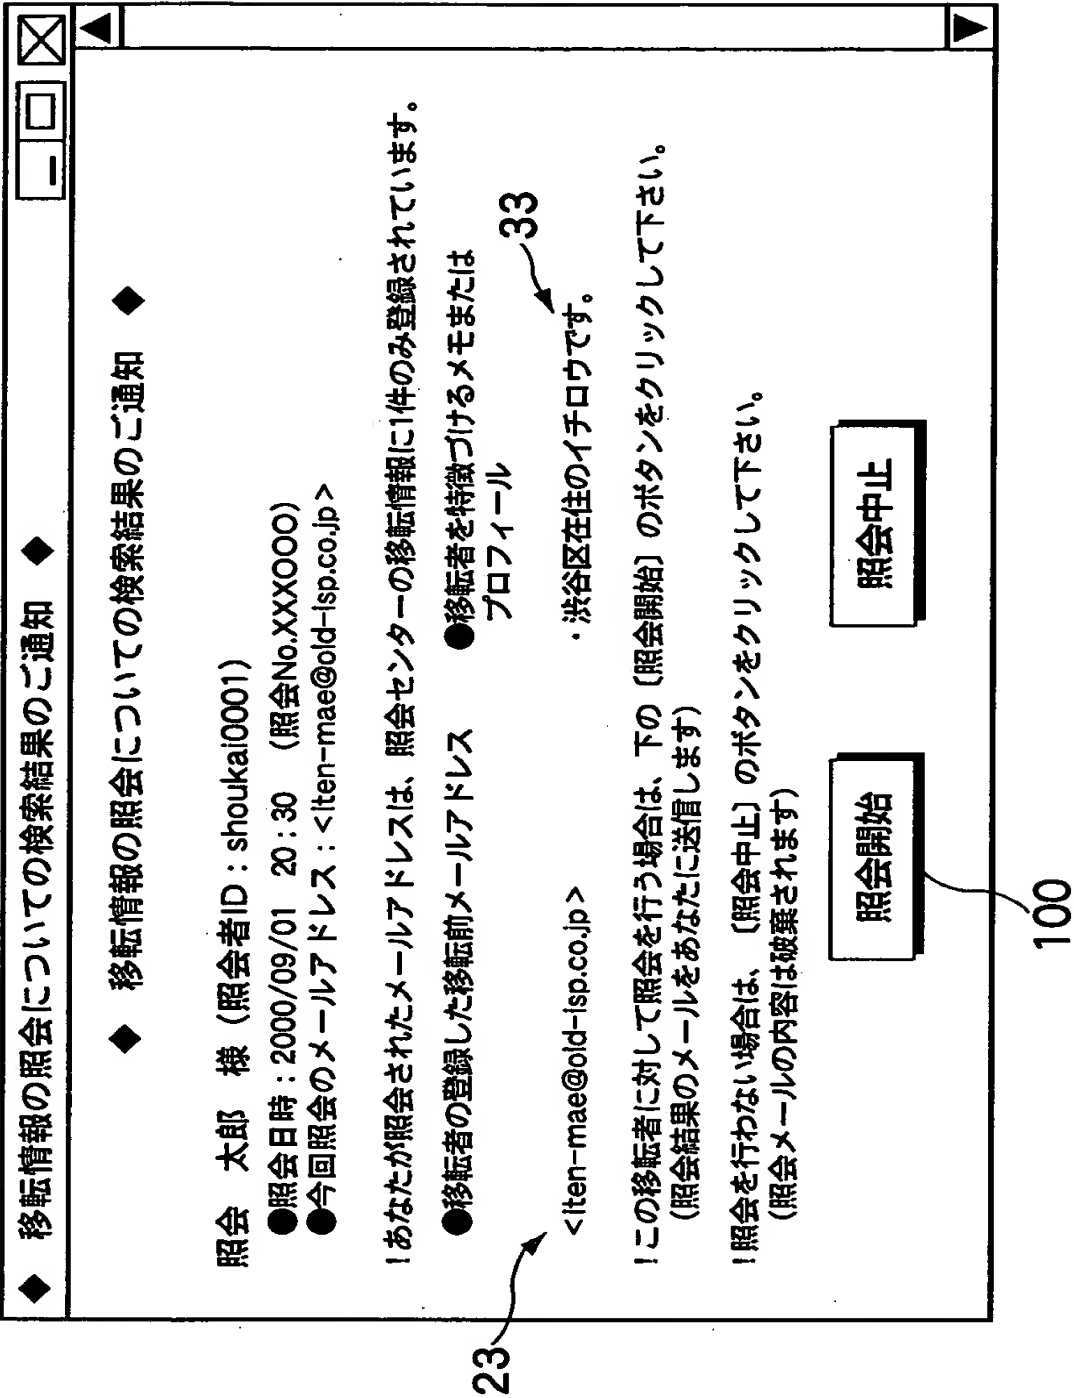 ◆ 移転情報の照会についての検索結果のご通知 ◆
◆ 移転情報の照会についての検索結果のご通知 ◆
照会 太郎 様（照会者ID：shoukai0001）
●照会日時：2000/09/01 20：30 （照会No.XXXOOO）
●今回照会のメールアドレス：<iten-mae@old-isp.co.jp>
！あなたが照会されたメールアドレスは、照会センターの移転情報に1件のみ登録されています。
●移転者の登録した移転前メールアドレス ●移転者を特徴づけるメモまたは
プロフィール
33
23
<iten-mae@old-isp.co.jp> ・渋谷区在住のイチロウです。
！この移転者に対して照会を行う場合は、下の〔照会開始〕のボタンをクリックして下さい。
（照会結果のメールをあなたに送信します）
！照会を行わない場合は、〔照会中止〕のボタンをクリックして下さい。
（照会メールの内容は破棄されます）
照会開始 照会中止
100